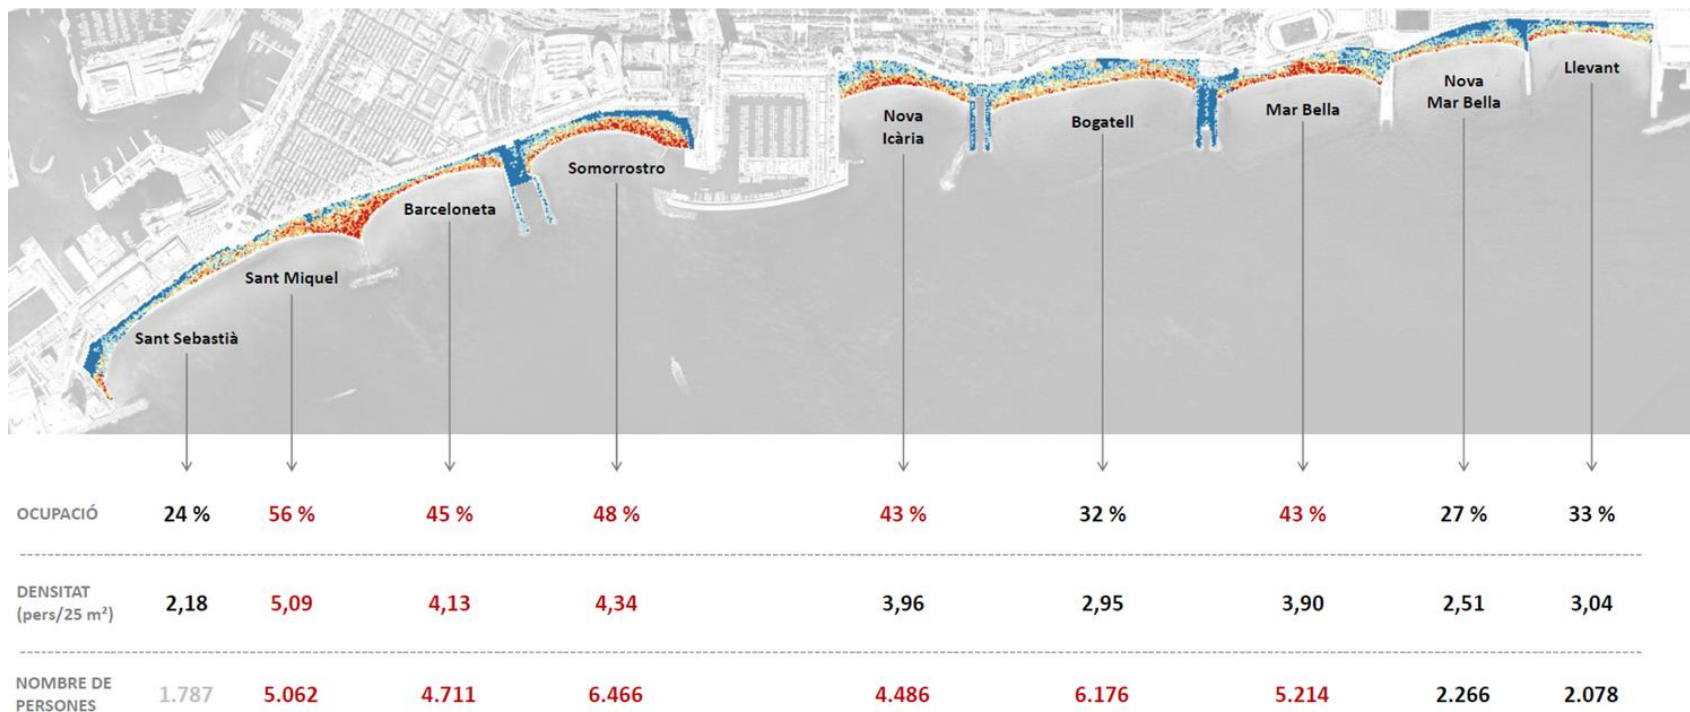 Llevant
Nova
Mar Bella
Mar Bella
Nova
Icària
Bogatell
Somorrostro
Barceloneta
Sant Miquel
Sant Sebastià
OCUPACIÓ 24 % 56 % 45 % 48 % 43 % 32 % 43 % 27 % 33 %
DENSITAT
(pers/25 m²) 2,18 5,09 4,13 4,34 3,96 2,95 3,90 2,51 3,04
NOMBRE DE
PERSONES 1.787 5.062 4.711 6.466 4.486 6.176 5.214 2.266 2.078